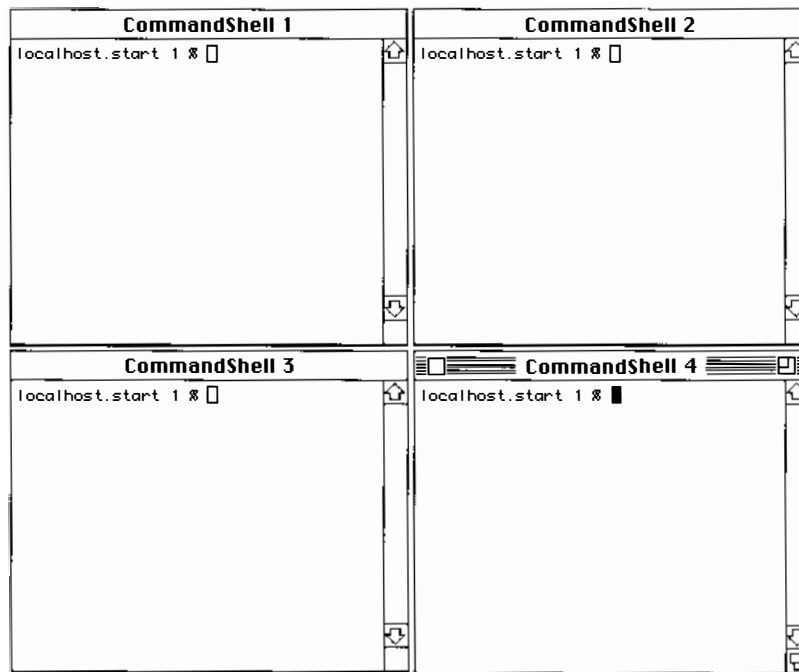 CommandShell 1
localhost.start 1 %
CommandShell 2
localhost.start 1 %
CommandShell 3
localhost.start 1 %
CommandShell 4
localhost.start 1 %